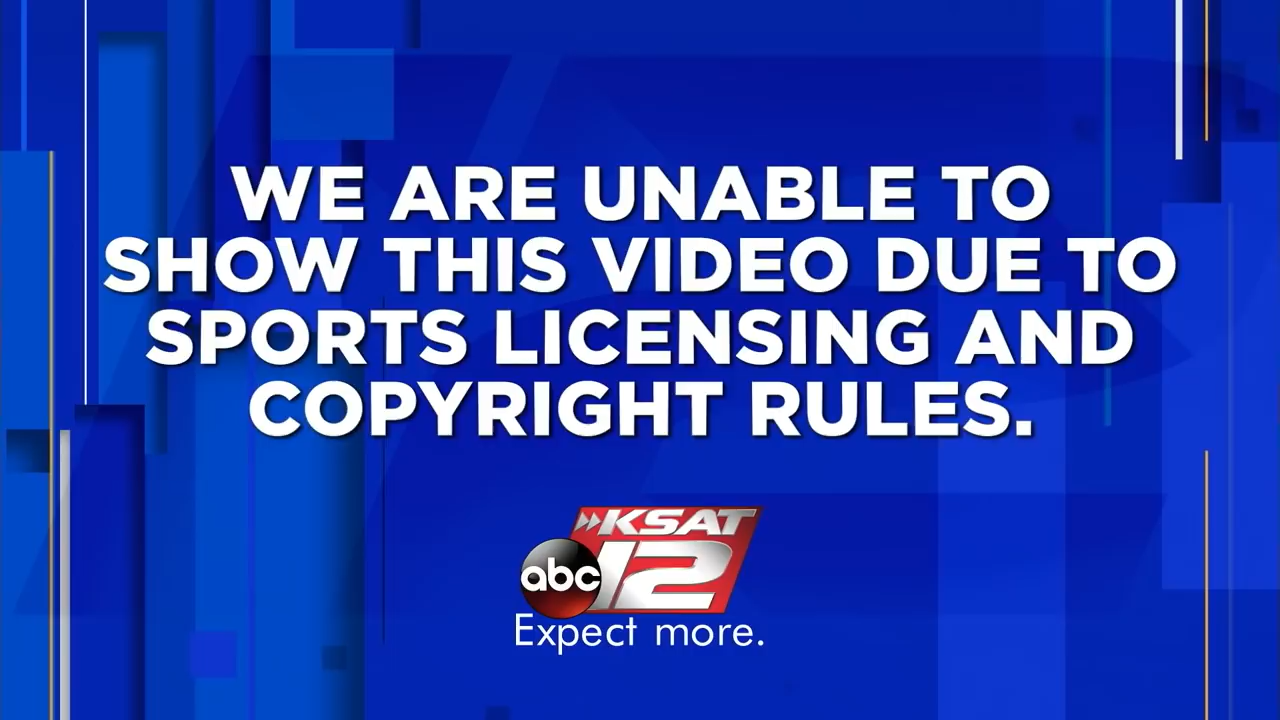 WE ARE UNABLE TO
SHOW THIS VIDEO DUE TO
SPORTS LICENSING AND
COPYRIGHT RULES.
KSAT
abc 12
Expect more.